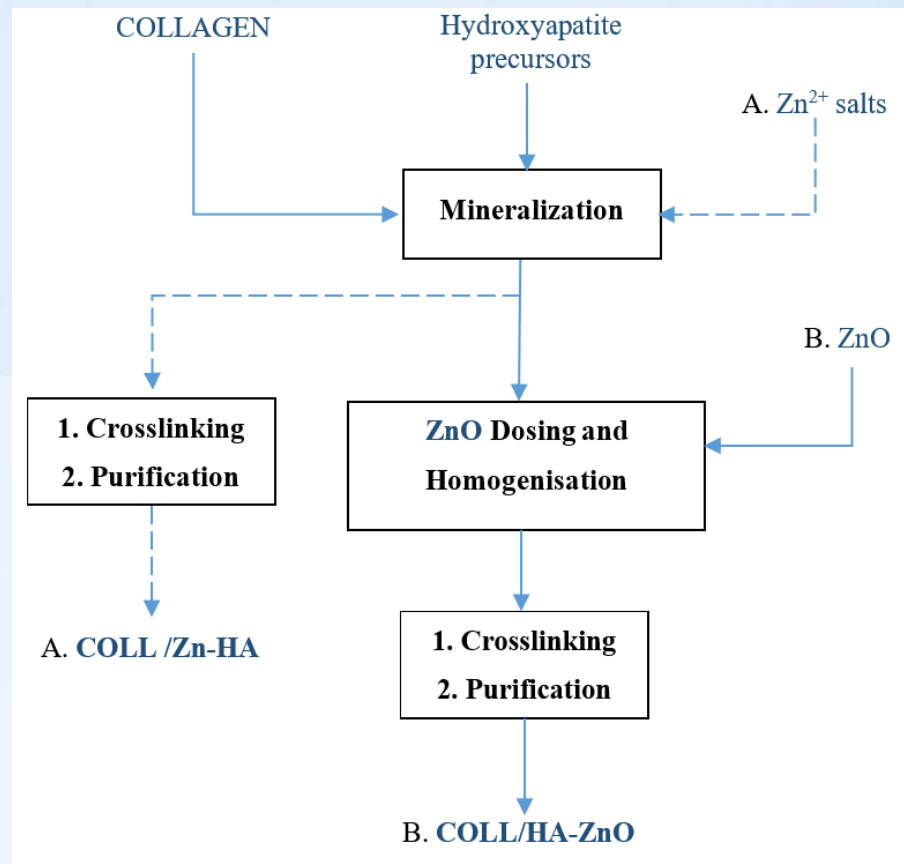 COLLAGEN
Hydroxyapatite
precursors
A. Zn²⁺ salts
Mineralization
B. ZnO
1. Crosslinking
2. Purification
ZnO Dosing and
Homogenisation
A. COLL /Zn-HA
1. Crosslinking
2. Purification
B. COLL/HA-ZnO